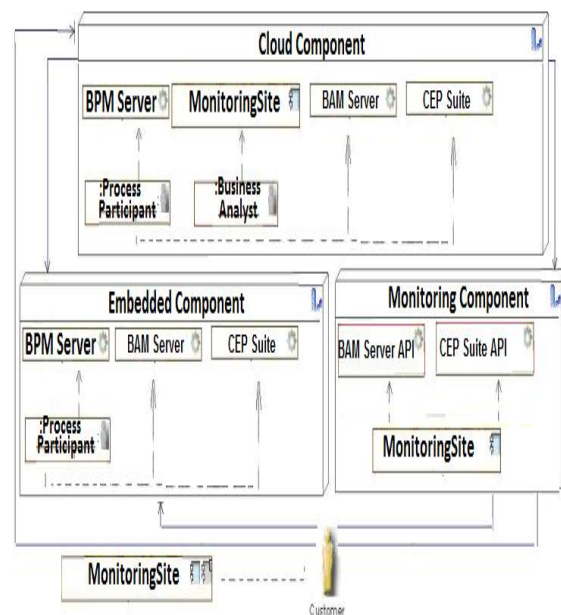 Cloud Component
BPM Server
MonitoringSite
BAM Server
CEP Suite
:Process
Participant
:Business
Analyst
Embedded Component
BPM Server
BAM Server
CEP Suite
:Process
Participant
Monitoring Component
BAM Server API
CEP Suite API
MonitoringSite
MonitoringSite
Customer